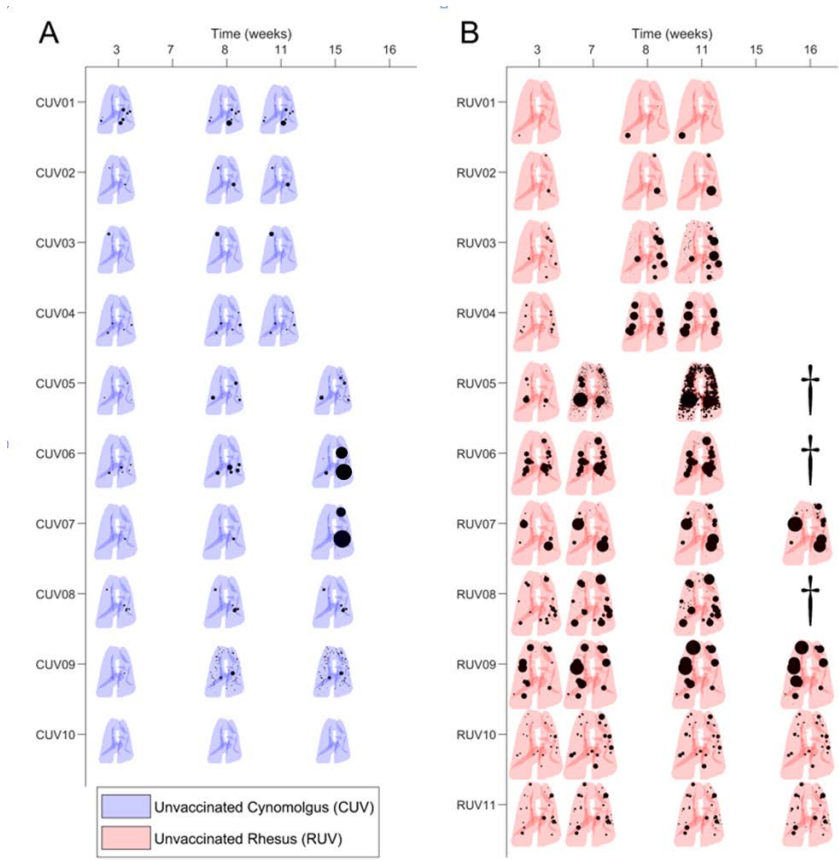 A
Time (weeks)
3 7 8 11 15 16
CUV01
CUV02
CUV03
CUV04
CUV05
CUV06
CUV07
CUV08
CUV09
CUV10
Unvaccinated Cynomolgus (CUV)
Unvaccinated Rhesus (RUV)
B
Time (weeks)
3 7 8 11 15 16
RUV01
RUV02
RUV03
RUV04
RUV05
RUV06
RUV07
RUV08
RUV09
RUV10
RUV11